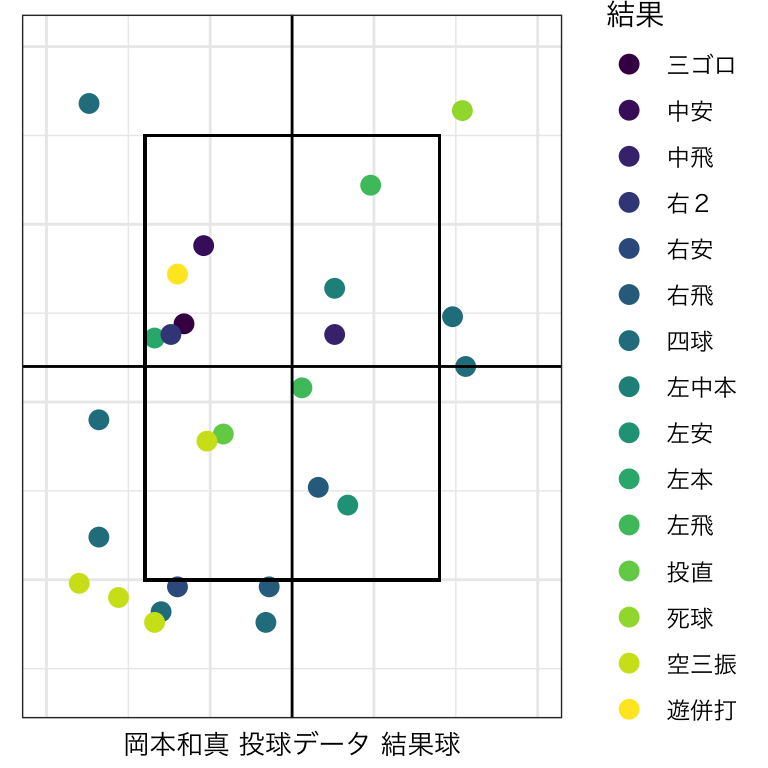 結果
三ゴロ
中安
中飛
右２
右安
右飛
四球
左中本
左安
左本
左飛
投直
死球
空三振
遊併打
岡本和真 投球データ 結果球